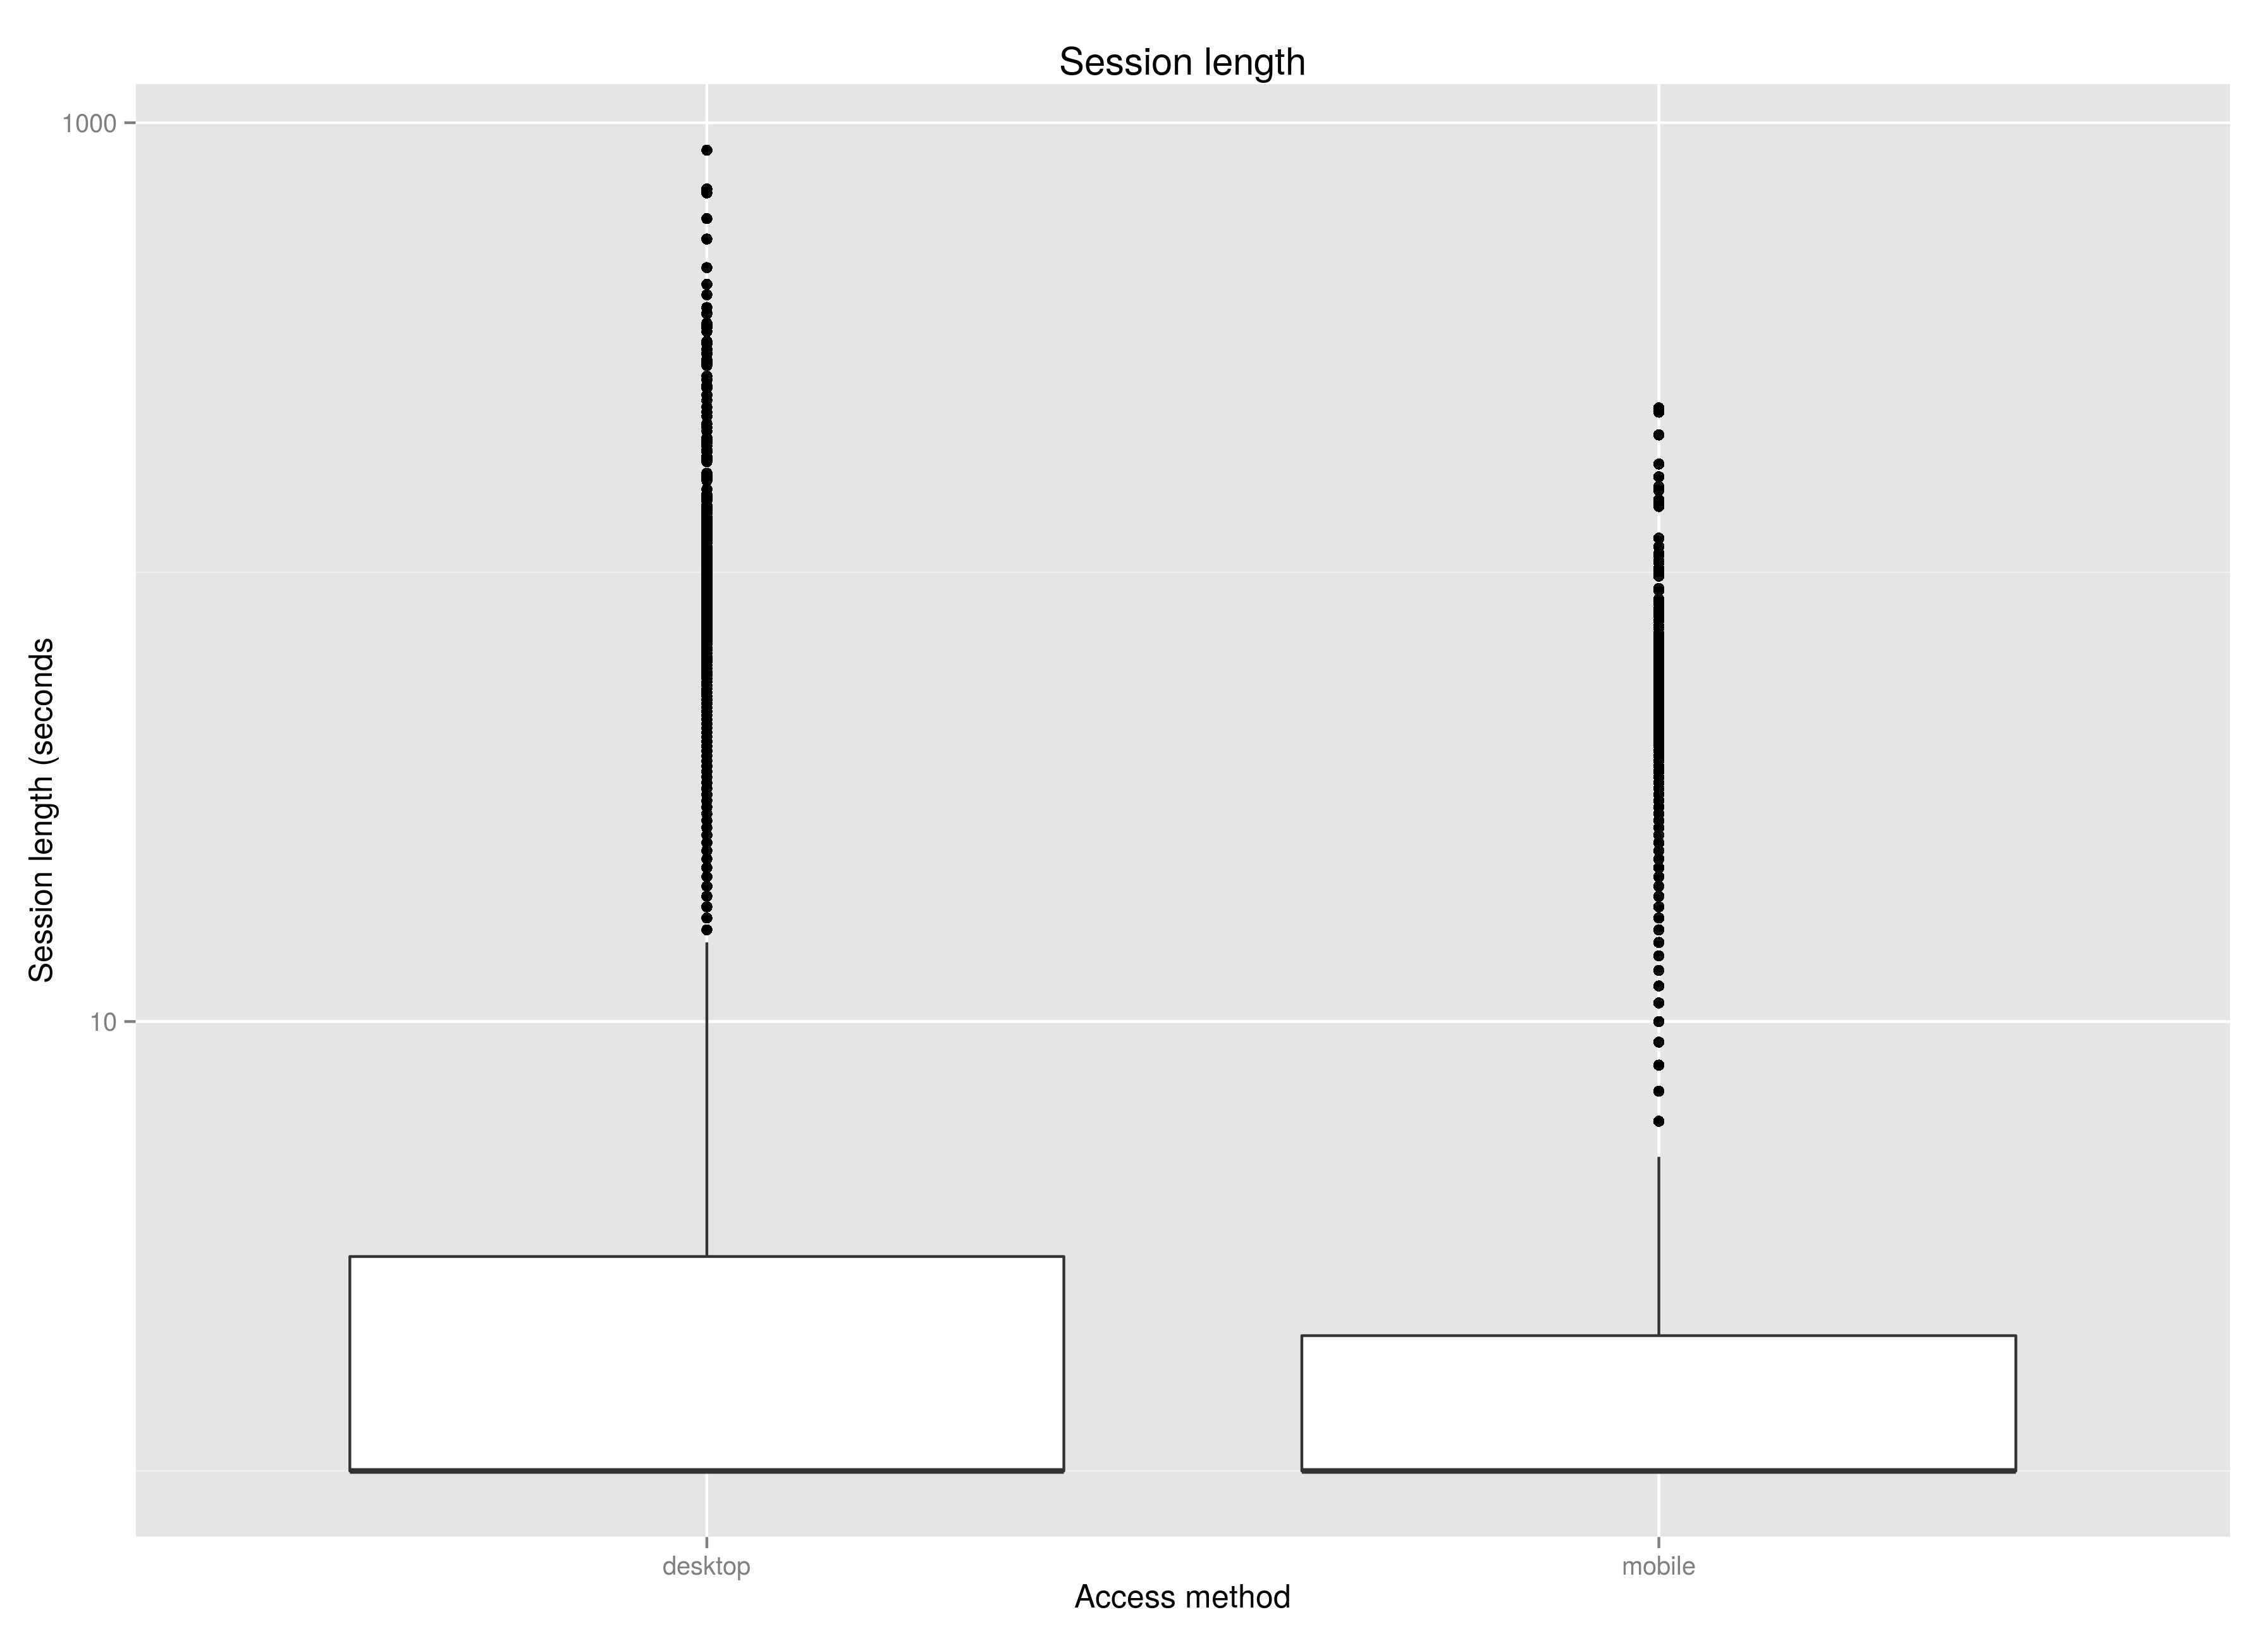 Session length
1000
10
Session length (seconds
desktop
mobile
Access method